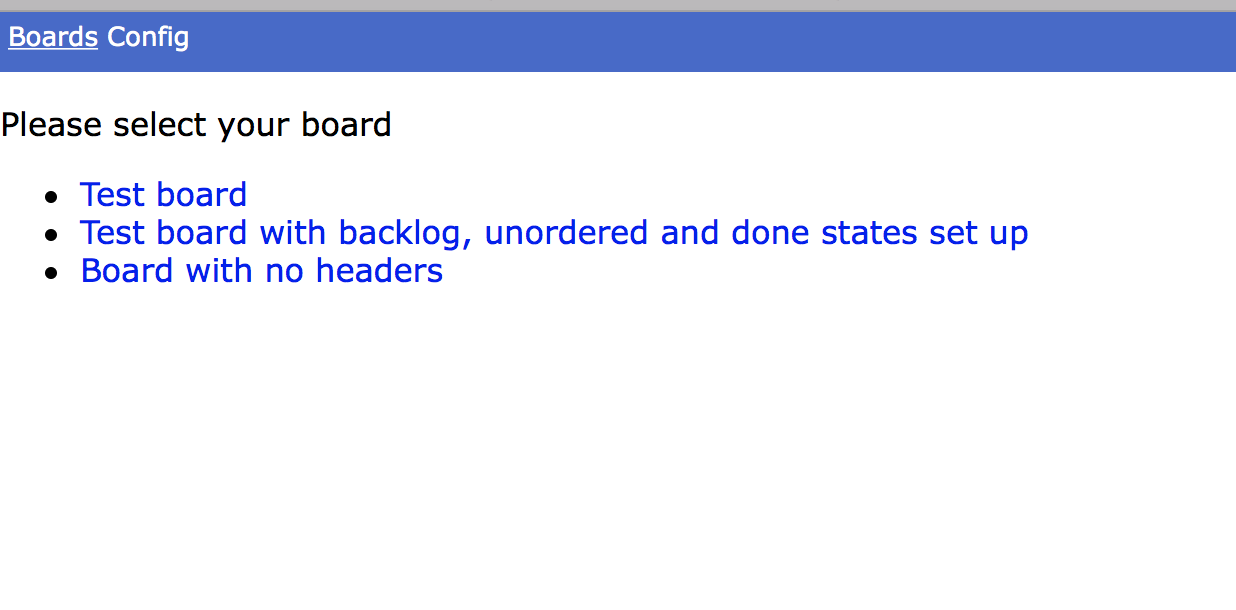 Boards Config
Please select your board
Test board
Test board with backlog, unordered and done states set up
Board with no headers